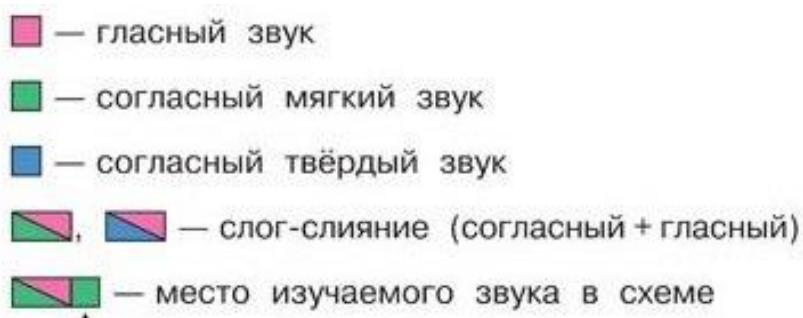 — гласный звук
— согласный мягкий звук
— согласный твёрдый звук
, — слог-слияние (согласный + гласный)
— место изучаемого звука в схеме